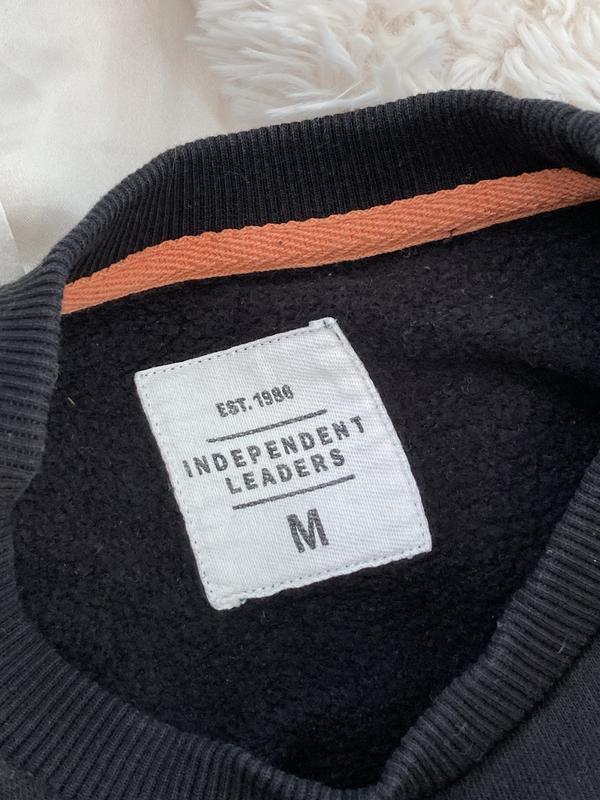 EST. 1986
INDEPENDENT
LEADERS
M